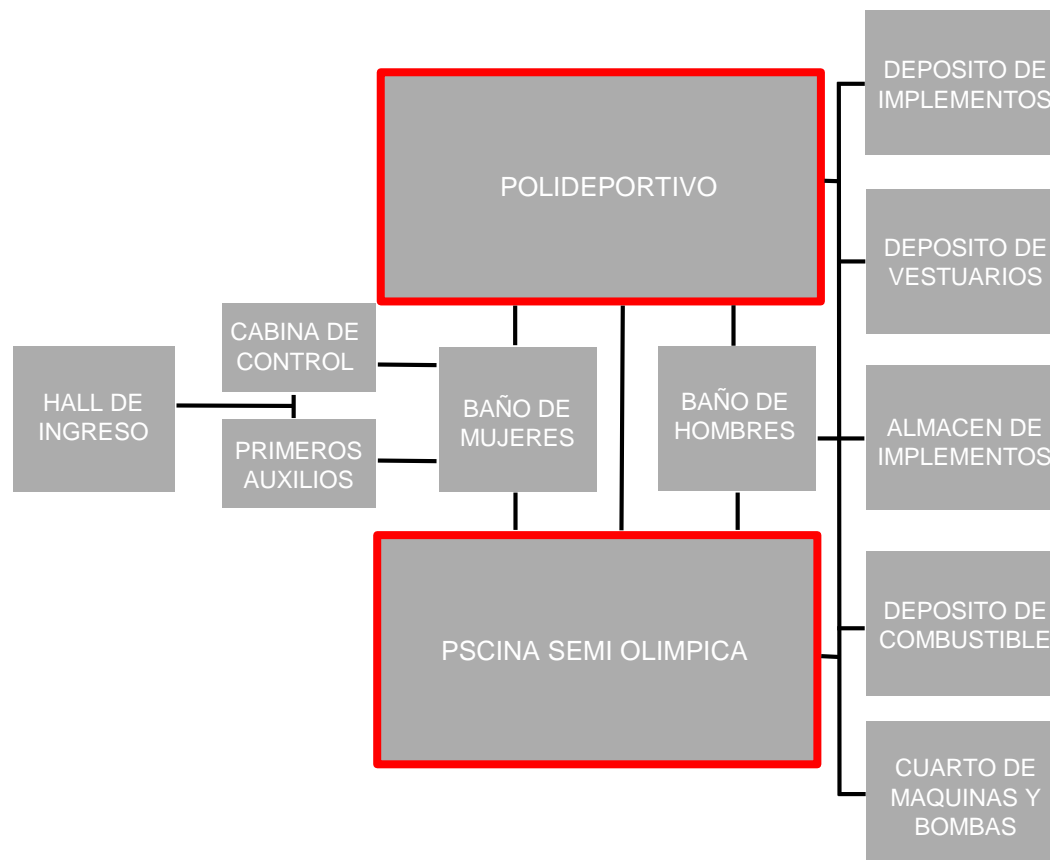 DEPOSITO DE
IMPLEMENTOS
POLIDEPORTIVO
DEPOSITO DE
VESTUARIOS
CABINA DE
CONTROL
HALL DE
INGRESO
BAÑO DE
MUJERES
BAÑO DE
HOMBRES
PRIMEROS
AUXILIOS
ALMACEN DE
IMPLEMENTOS
PSCINA SEMI OLIMPICA
DEPOSITO DE
COMBUSTIBLE
CUARTO DE
MAQUINAS Y
BOMBAS